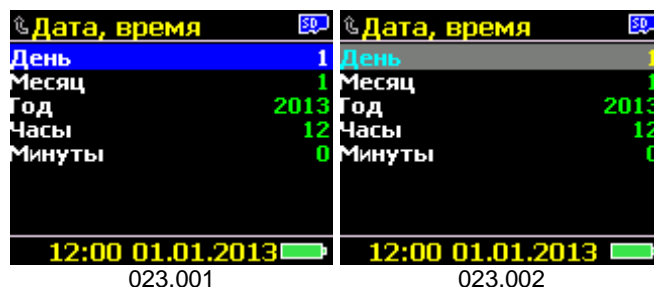 Дата, время SD
День 1
Месяц 1
Год 2013
Часы 12
Минуты 0
12:00 01.01.2013
023.001
Дата, время SD
День 1
Месяц 1
Год 2013
Часы 12
Минуты 0
12:00 01.01.2013
023.002